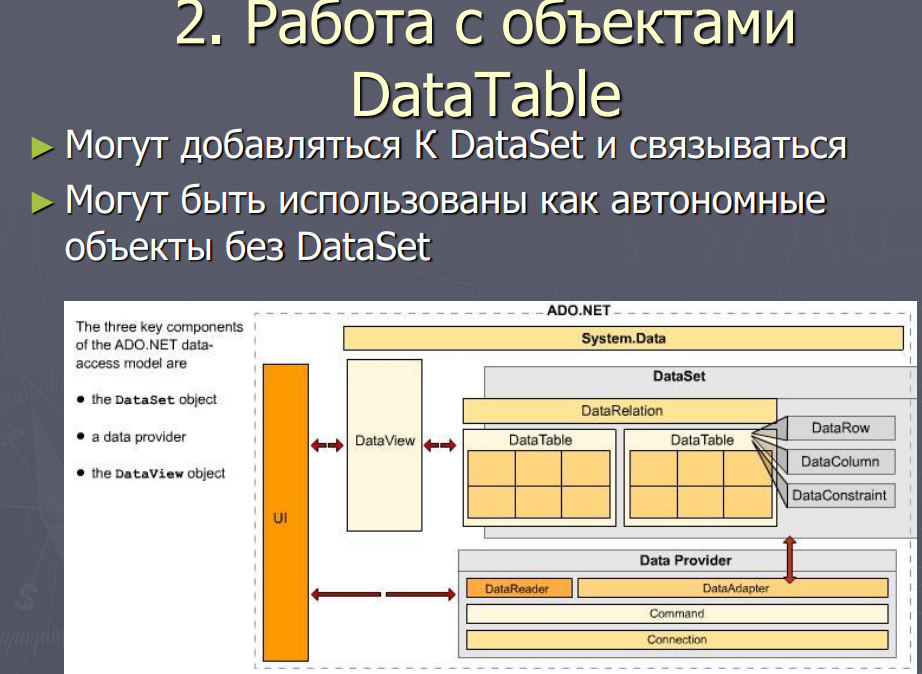 2. Работа с объектами
DataTable
► Могут добавляться К DataSet и связываться
► Могут быть использованы как автономные
объекты без DataSet
The three key components
of the ADO.NET data-
access model are
• the DataSet object
• a data provider
• the DataView object
ADO.NET
System.Data
DataSet
DataRelation
DataView
DataTable
DataTable
DataRow
DataColumn
DataConstraint
UI
Data Provider
DataReader
DataAdapter
Command
Connection